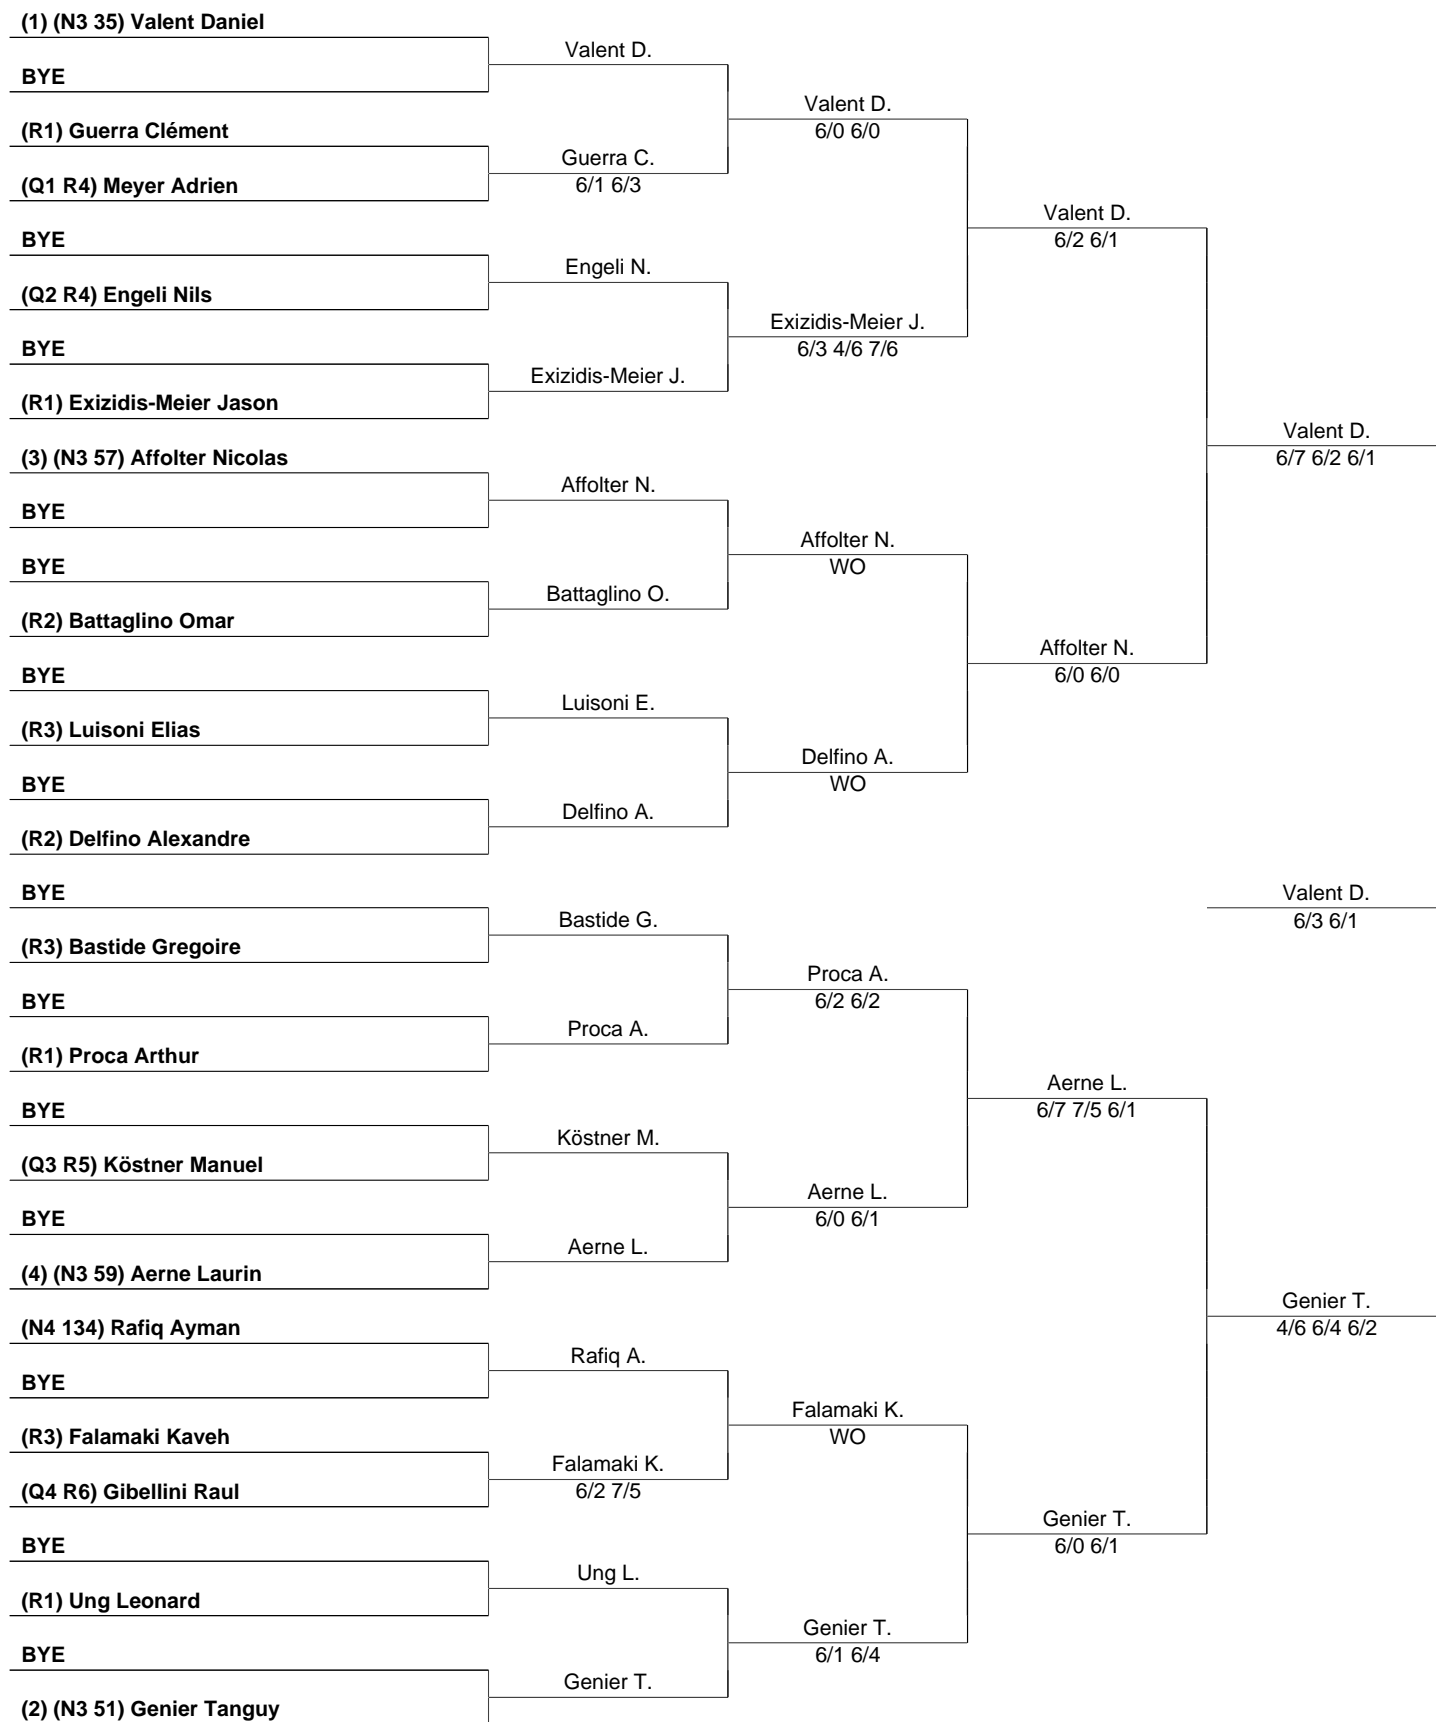 (1) (N3 35) Valent Daniel
BYE
(R1) Guerra Clément
(Q1 R4) Meyer Adrien
BYE
(Q2 R4) Engeli Nils
BYE
(R1) Exizidis-Meier Jason
(3) (N3 57) Affolter Nicolas
BYE
BYE
(R2) Battaglino Omar
BYE
(R3) Luisoni Elias
BYE
(R2) Delfino Alexandre
BYE
(R3) Bastide Gregoire
BYE
(R1) Proca Arthur
BYE
(Q3 R5) Köstner Manuel
BYE
(4) (N3 59) Aerne Laurin
(N4 134) Rafiq Ayman
BYE
(R3) Falamaki Kaveh
(Q4 R6) Gibellini Raul
BYE
(R1) Ung Leonard
BYE
(2) (N3 51) Genier Tanguy
Valent D.
Guerra C.
6/1 6/3
Engeli N.
Exizidis-Meier J.
Affolter N.
Battaglino O.
Luisoni E.
Delfino A.
Bastide G.
Proca A.
Köstner M.
Aerne L.
Rafiq A.
Falamaki K.
6/2 7/5
Ung L.
Genier T.
Valent D.
6/0 6/0
Exizidis-Meier J.
6/3 4/6 7/6
Affolter N.
WO
Delfino A.
WO
Proca A.
6/2 6/2
Aerne L.
6/0 6/1
Falamaki K.
WO
Genier T.
6/1 6/4
Valent D.
6/2 6/1
Affolter N.
6/0 6/0
Aerne L.
6/7 7/5 6/1
Genier T.
6/0 6/1
Valent D.
6/7 6/2 6/1
Valent D.
6/3 6/1
Genier T.
4/6 6/4 6/2